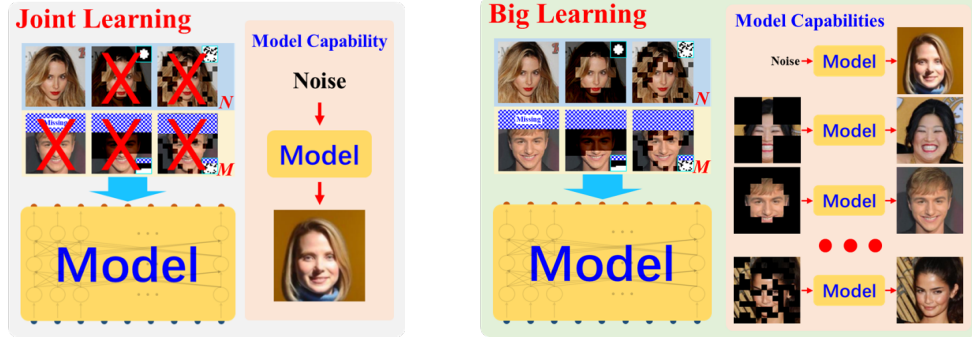 Joint Learning
N
Missing
M
Model
Model Capability
Noise
Model
Big Learning
N
Missing
M
Model
Model Capabilities
Noise
Model
Model
Model
Model